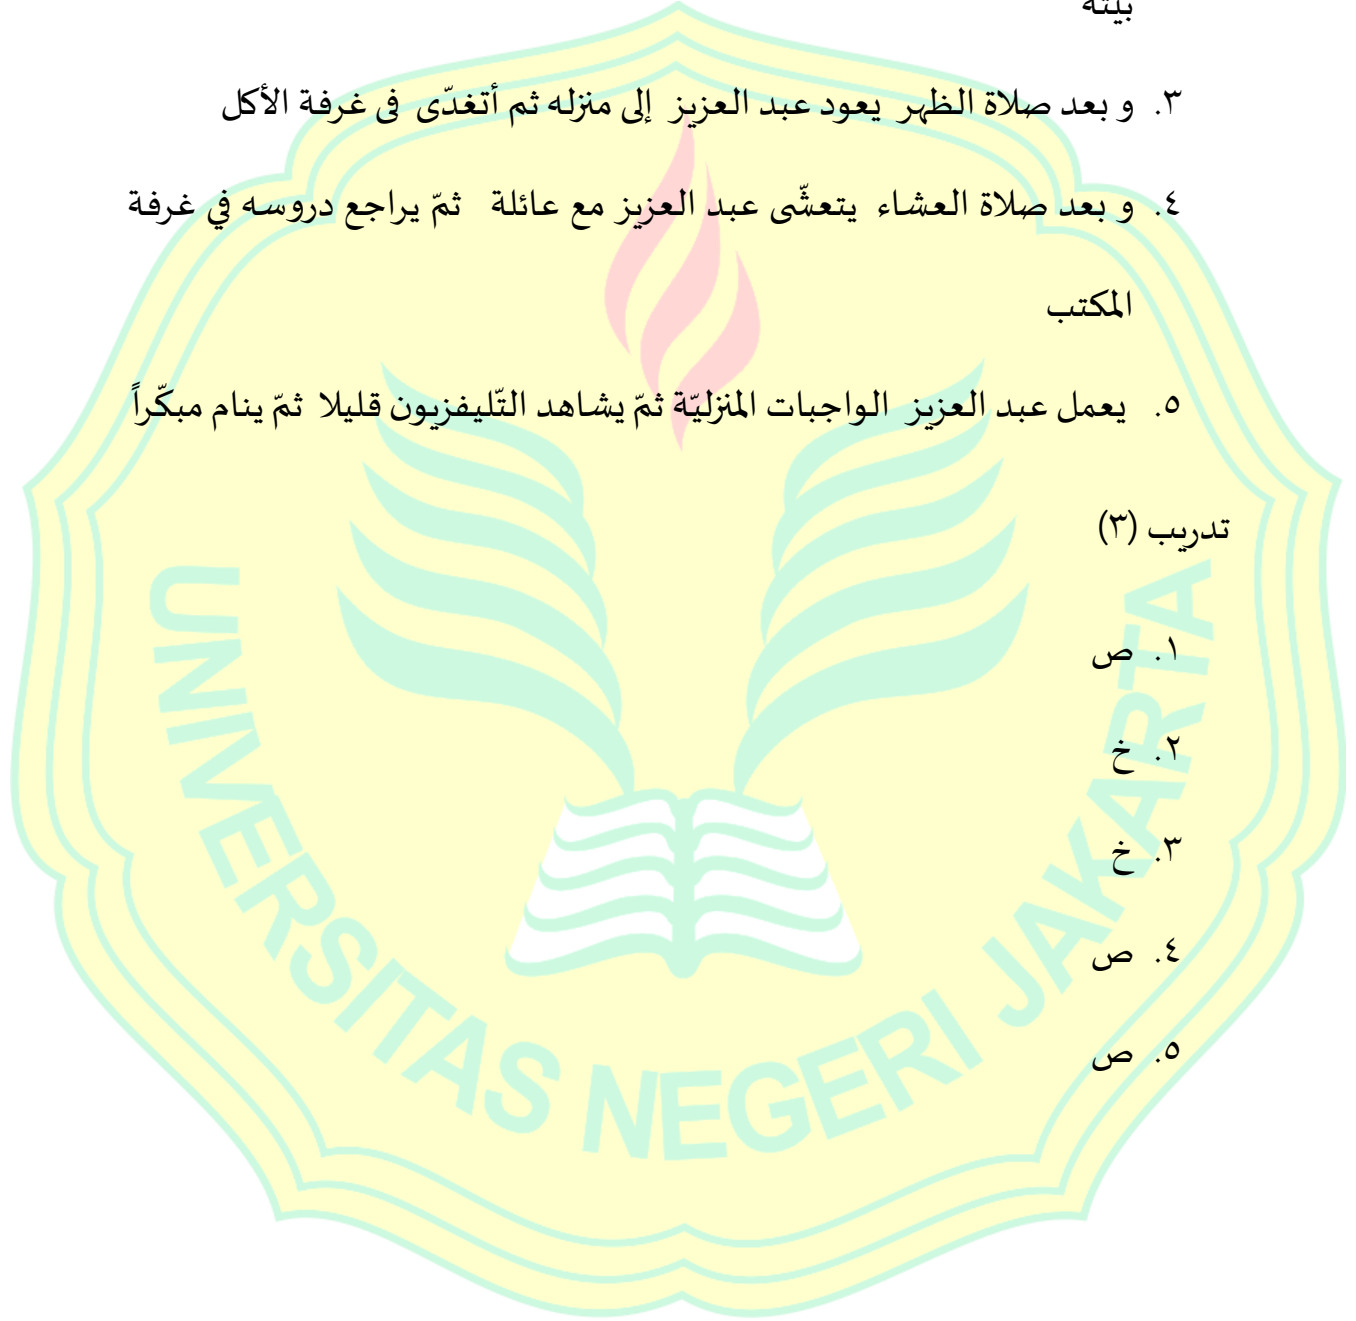 بيته
٣. و بعد صلاة الظهر يعود عبد العزيز إلى منزله ثم أتغدّى فى غرفة الأكل
٤. و بعد صلاة العشاء يتعشّى عبد العزيز مع عائلة ثمّ يراجع دروسه في غرفة
المكتب
٥. يعمل عبد العزيز الواجبات المنزليّة ثمّ يشاهد التّليفزيون قليلا ثمّ ينام مبكّراً
تدريب (٣)
١. ص
٢. خ
٣. خ
٤. ص
٥. ص
UNIVERSITAS NEGERI JAKARTA